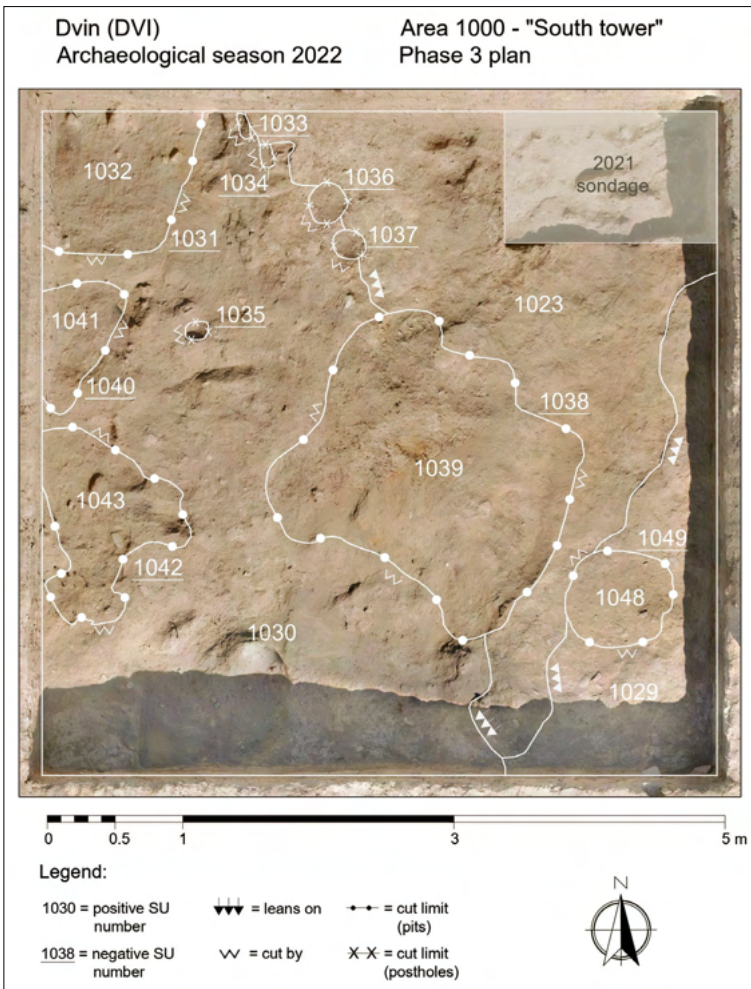 Dvin (DVI)
Archaeological season 2022
Area 1000 - "South tower"
Phase 3 plan
1033
1032
1034
1036
2021
sondage
1031
1037
1041
1035
1023
1040
1038
1039
1043
1042
1049
1048
1030
1029
0
0.5
1
3
5 m
Legend:
1030 = positive SU
number
= leans on
= cut limit
(pits)
1038 = negative SU
number
= cut by
= cut limit
(postholes)
N